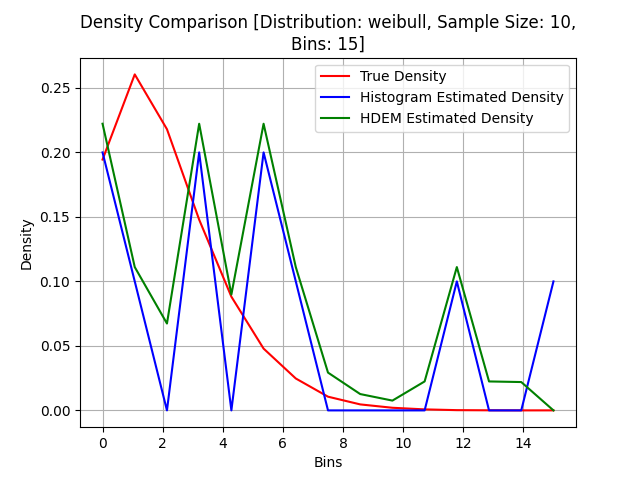 Density Comparison [Distribution: weibull, Sample Size: 10,
Bins: 15]
True Density
Histogram Estimated Density
HDEM Estimated Density
Density
0.25
0.20
0.15
0.10
0.05
0.00
0 2 4 6 8 10 12 14
Bins